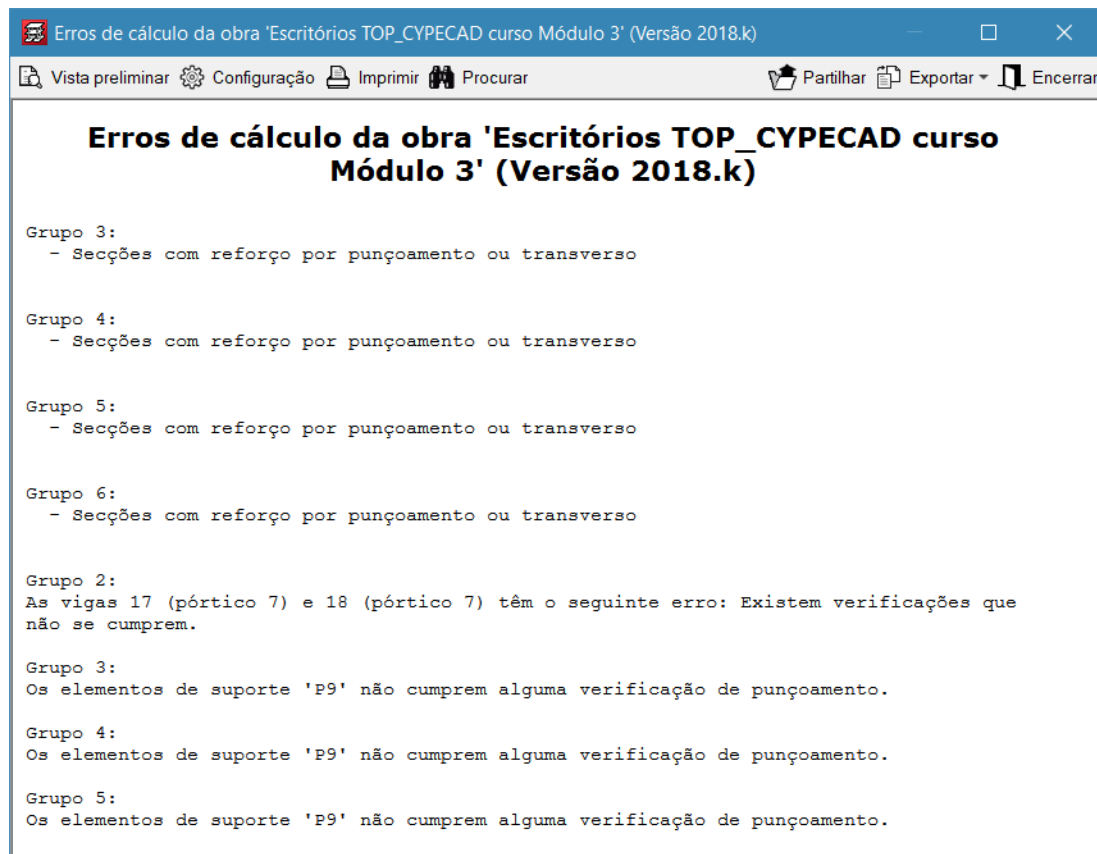 Erros de cálculo da obra 'Escritórios TOP_CYPECAD curso Módulo 3' (Versão 2018.k)
Vista preliminar Configuração Imprimir Procurar Partilhar Exportar Encerrar
Erros de cálculo da obra 'Escritórios TOP_CYPECAD curso
Módulo 3' (Versão 2018.k)
Grupo 3:
- Secções com reforço por punçoamento ou transverso
Grupo 4:
- Secções com reforço por punçoamento ou transverso
Grupo 5:
- Secções com reforço por punçoamento ou transverso
Grupo 6:
- Secções com reforço por punçoamento ou transverso
Grupo 2:
As vigas 17 (pórtico 7) e 18 (pórtico 7) têm o seguinte erro: Existem verificações que
não se cumprem.
Grupo 3:
Os elementos de suporte 'P9' não cumprem alguma verificação de punçoamento.
Grupo 4:
Os elementos de suporte 'P9' não cumprem alguma verificação de punçoamento.
Grupo 5:
Os elementos de suporte 'P9' não cumprem alguma verificação de punçoamento.